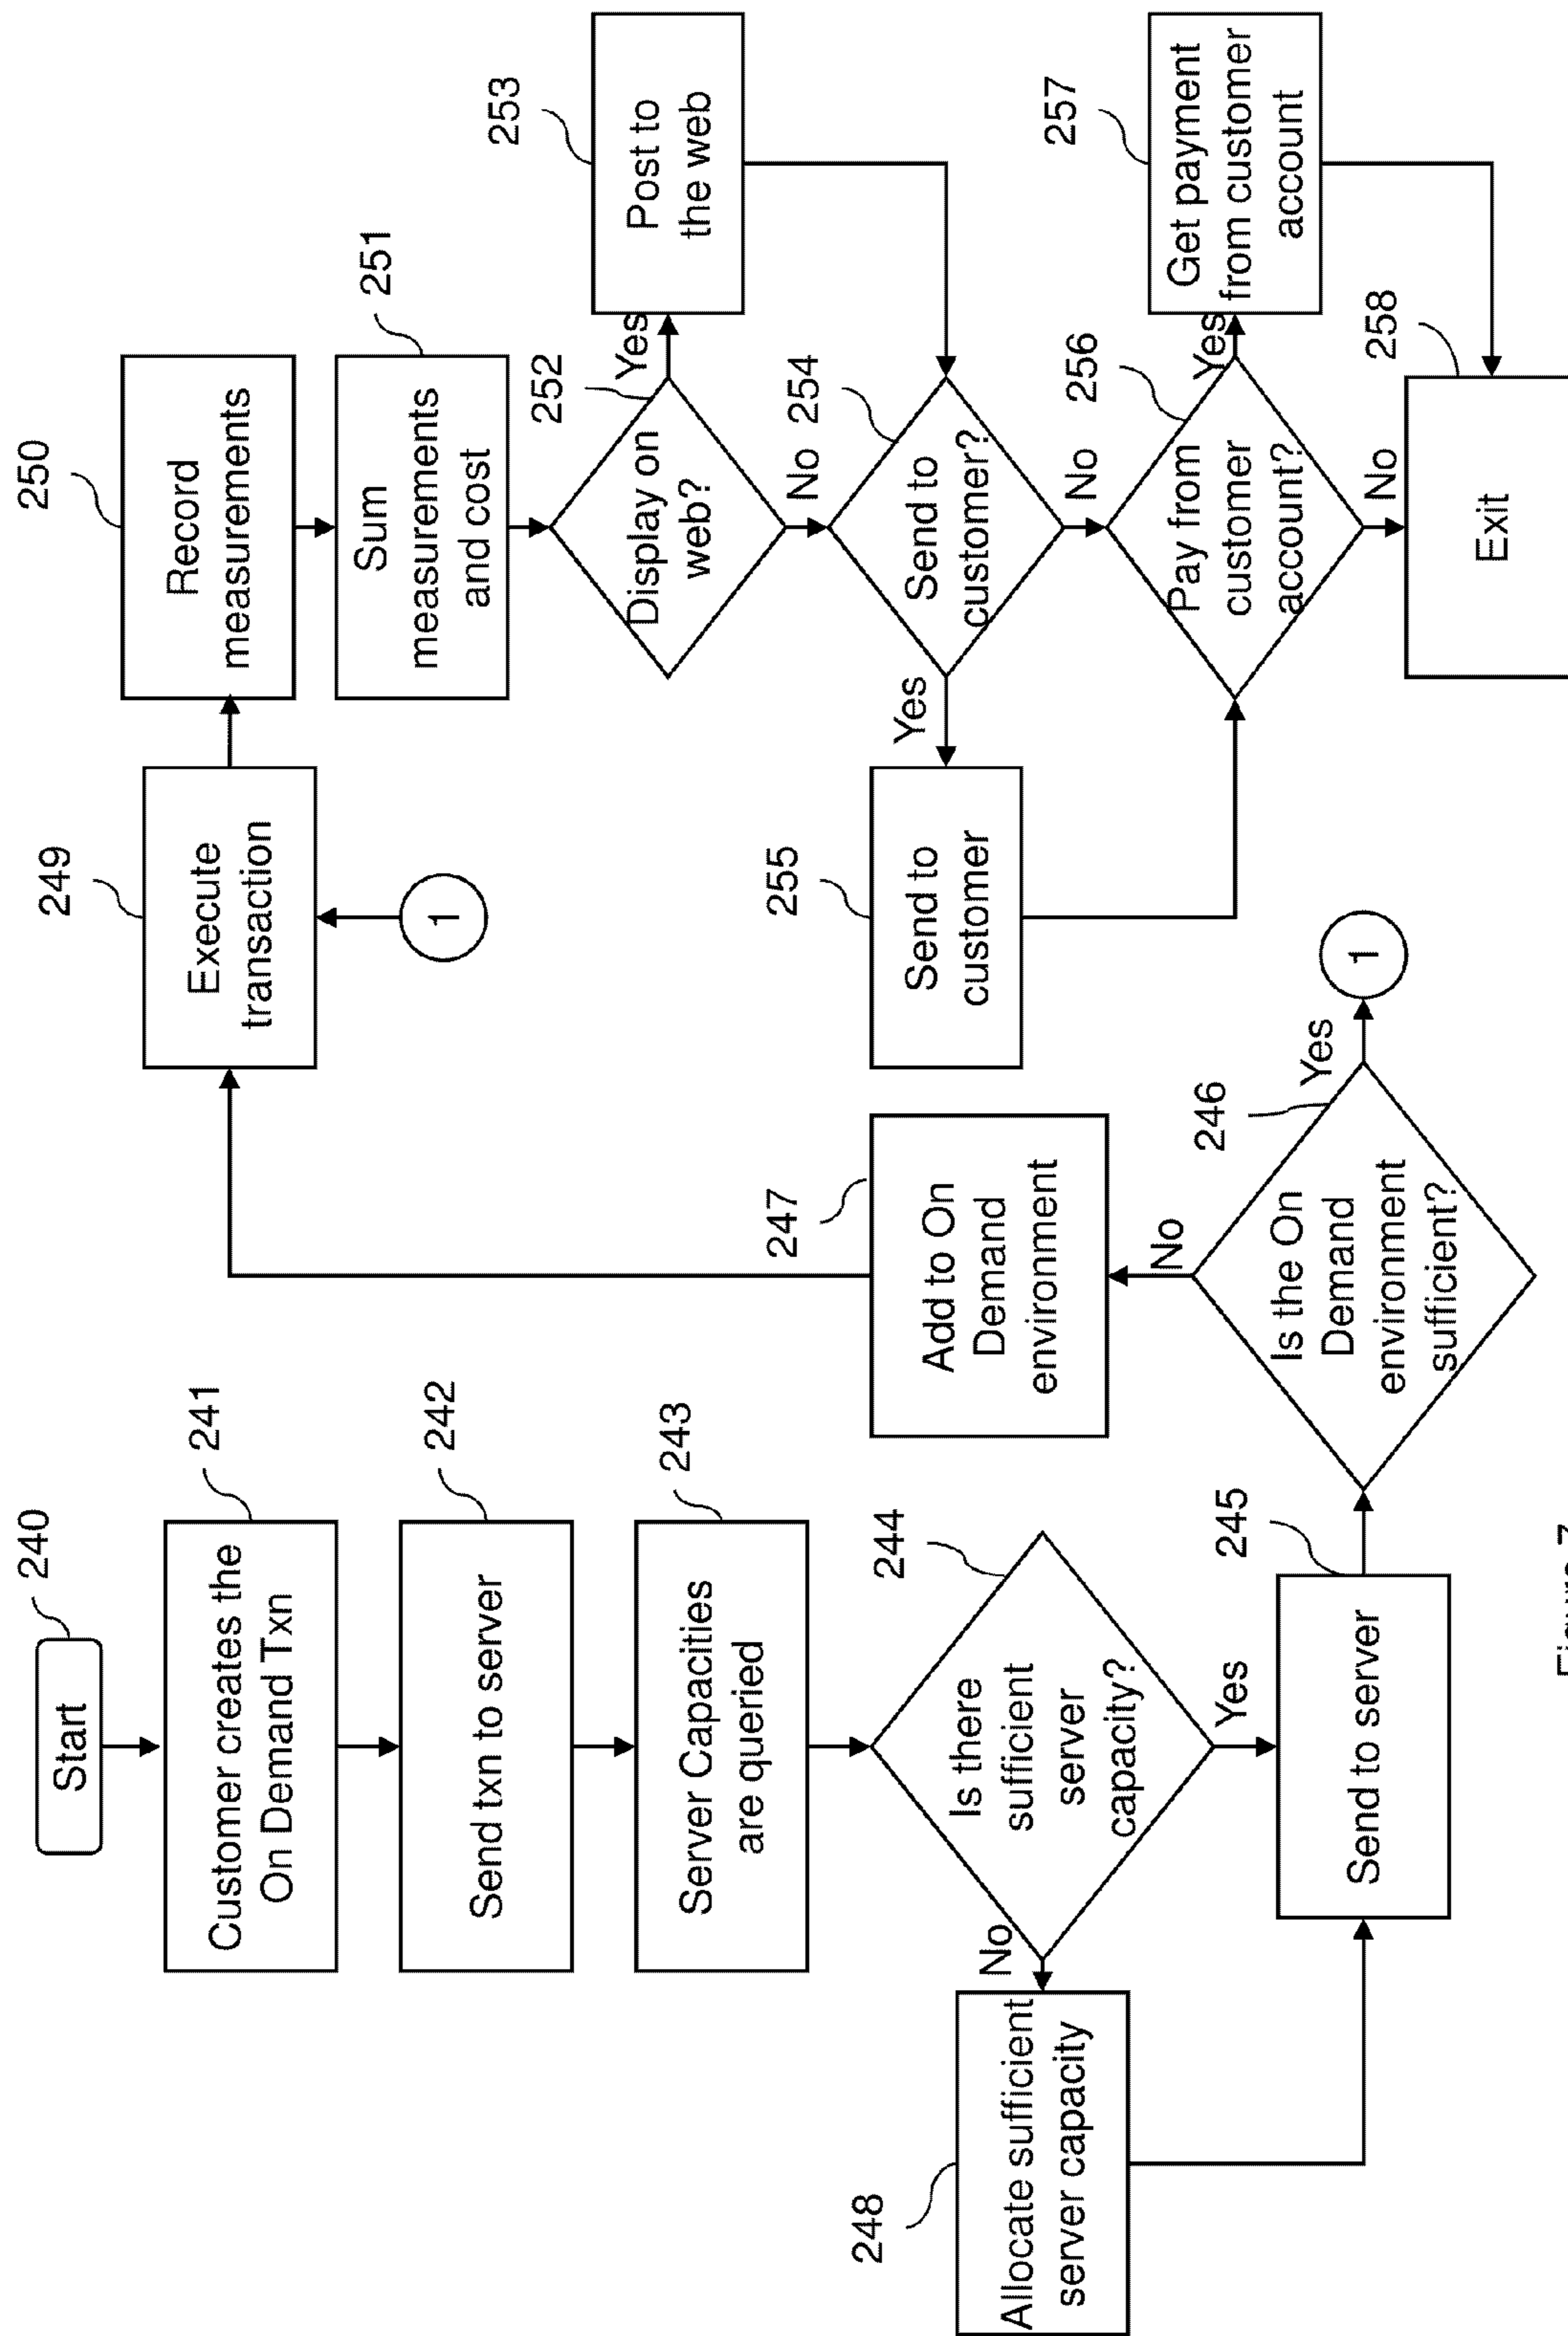 240
Start
241
Customer creates the
On Demand Txn
242
Send txn to server
243
Server Capacities
are queried
244
Is there
sufficient
server
capacity?
No
Yes
248
Allocate sufficient
server capacity
245
Send to server
246
Is the On
Demand
environment
sufficient?
No
Yes
1
247
Add to On
Demand
environment
249
Execute
transaction
1
250
Record
measurements
251
Sum
measurements
and cost
252
Display on
web?
Yes
No
253
Post to
the web
254
Send to
customer?
Yes
No
255
Send to
customer
256
Pay from
customer
account?
Yes
No
257
Get payment
from customer
account
258
Exit
Figure 7